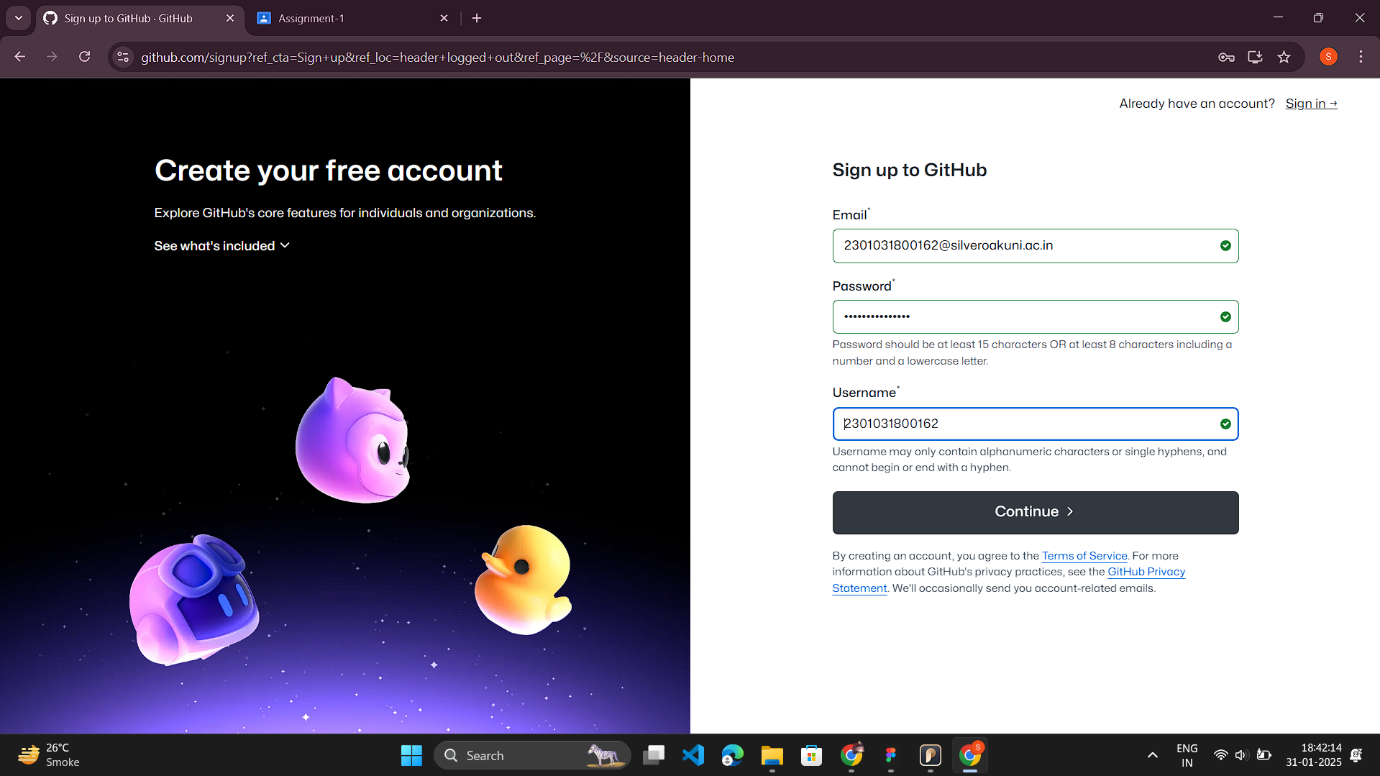 Sign up to GitHub · GitHub
Assignment-1
github.com/signup?ref_cta=Sign+up&ref_loc=header+logged+out&ref_page=%2F&source=header-home
S
Already have an account? Sign in →
Create your free account
Explore GitHub's core features for individuals and organizations.
See what's included
Sign up to GitHub
Email*
2301031800162@silveroakuni.ac.in
Password*
•••••••••••••••
Password should be at least 15 characters OR at least 8 characters including a
number and a lowercase letter.
Username*
2301031800162
Username may only contain alphanumeric characters or single hyphens, and
cannot begin or end with a hyphen.
Continue
By creating an account, you agree to the Terms of Service. For more
information about GitHub's privacy practices, see the GitHub Privacy
Statement. We'll occasionally send you account-related emails.
26°C
Smoke
Search
S
ENG
IN
18:42:14
31-01-2025